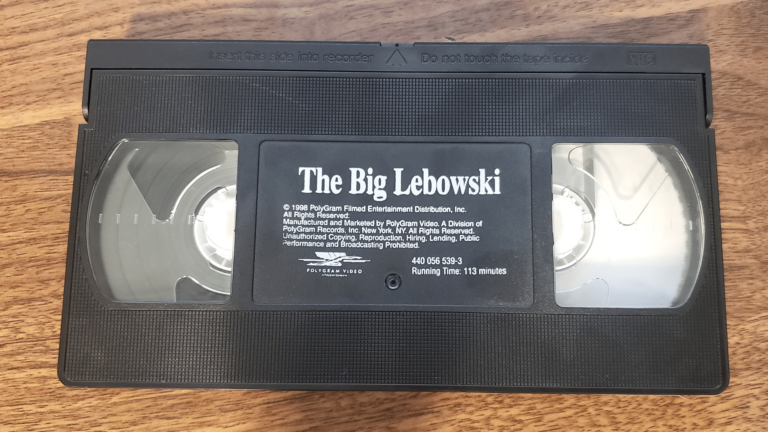 Insert this side into recorder Do not touch the tape inside VHS
The Big Lebowski
© 1998 PolyGram Filmed Entertainment Distribution, Inc.
All Rights Reserved.
Manufactured and Marketed by PolyGram Video. A Division of
PolyGram Records, Inc. New York, NY. All Rights Reserved.
Unauthorized Copying, Reproduction, Hiring, Lending, Public
Performance and Broadcasting Prohibited.
POLYGRAM VIDEO
440 056 539-3
Running Time: 113 minutes